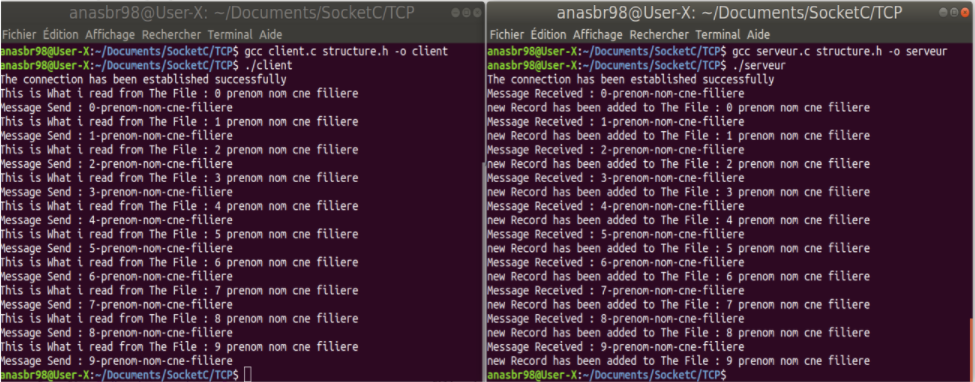 anasbr98@User-X: ~/Documents/SocketC/TCP
Fichier Édition Affichage Rechercher Terminal Aide
anasbr98@User-X:~/Documents/SocketC/TCP$ gcc client.c structure.h -o client
anasbr98@User-X:~/Documents/SocketC/TCP$ ./client
The connection has been established successfully
This is What i read from The File : 0 prenom nom cne filiere
Message Send : 0-prenom-nom-cne-filiere
This is What i read from The File : 1 prenom nom cne filiere
Message Send : 1-prenom-nom-cne-filiere
This is What i read from The File : 2 prenom nom cne filiere
Message Send : 2-prenom-nom-cne-filiere
This is What i read from The File : 3 prenom nom cne filiere
Message Send : 3-prenom-nom-cne-filiere
This is What i read from The File : 4 prenom nom cne filiere
Message Send : 4-prenom-nom-cne-filiere
This is What i read from The File : 5 prenom nom cne filiere
Message Send : 5-prenom-nom-cne-filiere
This is What i read from The File : 6 prenom nom cne filiere
Message Send : 6-prenom-nom-cne-filiere
This is What i read from The File : 7 prenom nom cne filiere
Message Send : 7-prenom-nom-cne-filiere
This is What i read from The File : 8 prenom nom cne filiere
Message Send : 8-prenom-nom-cne-filiere
This is What i read from The File : 9 prenom nom cne filiere
Message Send : 9-prenom-nom-cne-filiere
anasbr98@User-X:~/Documents/SocketC/TCP$
anasbr98@User-X: ~/Documents/SocketC/TCP
Fichier Édition Affichage Rechercher Terminal Aide
anasbr98@User-X:~/Documents/SocketC/TCP$ gcc serveur.c structure.h -o serveur
anasbr98@User-X:~/Documents/SocketC/TCP$ ./serveur
The connection has been established successfully
Message Received : 0-prenom-nom-cne-filiere
new Record has been added to The File : 0 prenom nom cne filiere
Message Received : 1-prenom-nom-cne-filiere
new Record has been added to The File : 1 prenom nom cne filiere
Message Received : 2-prenom-nom-cne-filiere
new Record has been added to The File : 2 prenom nom cne filiere
Message Received : 3-prenom-nom-cne-filiere
new Record has been added to The File : 3 prenom nom cne filiere
Message Received : 4-prenom-nom-cne-filiere
new Record has been added to The File : 4 prenom nom cne filiere
Message Received : 5-prenom-nom-cne-filiere
new Record has been added to The File : 5 prenom nom cne filiere
Message Received : 6-prenom-nom-cne-filiere
new Record has been added to The File : 6 prenom nom cne filiere
Message Received : 7-prenom-nom-cne-filiere
new Record has been added to The File : 7 prenom nom cne filiere
Message Received : 8-prenom-nom-cne-filiere
new Record has been added to The File : 8 prenom nom cne filiere
Message Received : 9-prenom-nom-cne-filiere
new Record has been added to The File : 9 prenom nom cne filiere
anasbr98@User-X:~/Documents/SocketC/TCP$